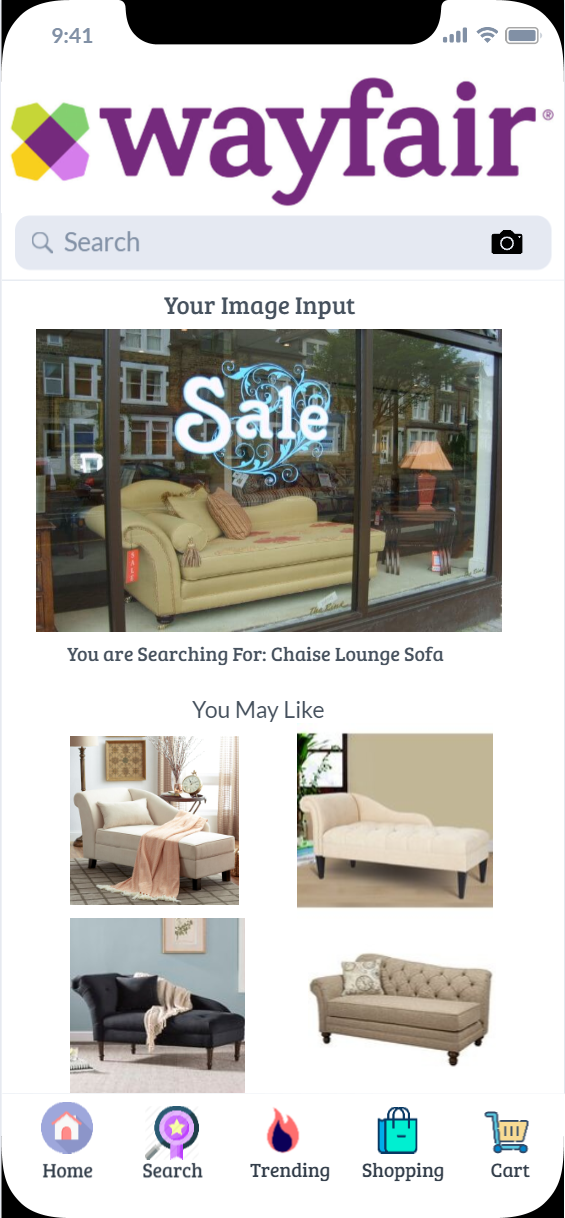 9:41
wayfair®
Search
Your Image Input
Sale
SALE
You are Searching For: Chaise Lounge Sofa
You May Like
Home
Search
Trending
Shopping
Cart